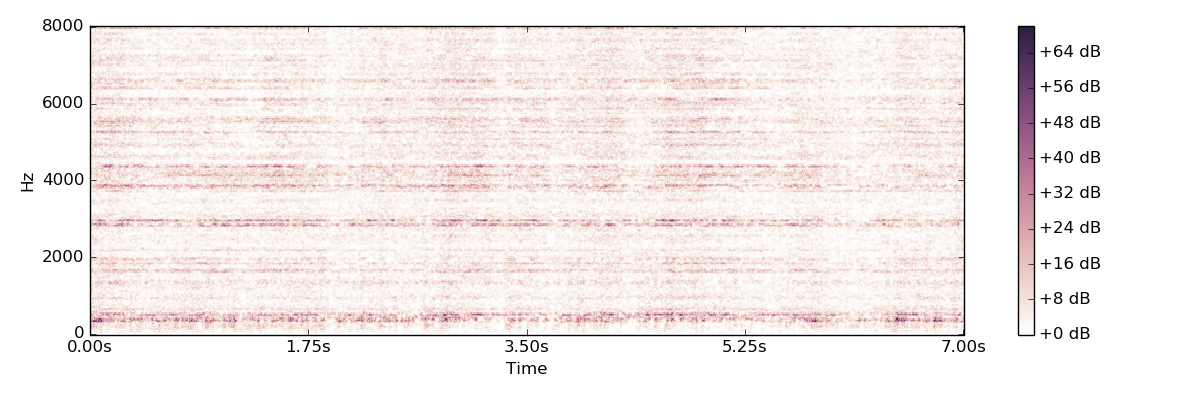 8000
6000
4000
2000
0
Hz
0.00s 1.75s 3.50s 5.25s 7.00s
Time
+64 dB
+56 dB
+48 dB
+40 dB
+32 dB
+24 dB
+16 dB
+8 dB
+0 dB